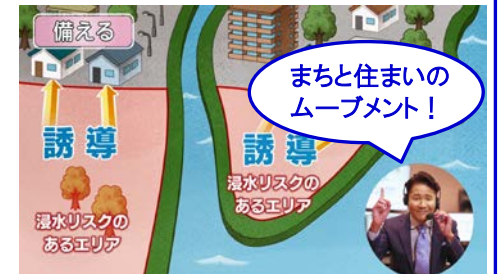 備える
まちと住まいの
ムーブメント！
誘導
誘導
浸水リスクの
あるエリア
浸水リスクの
あるエリア